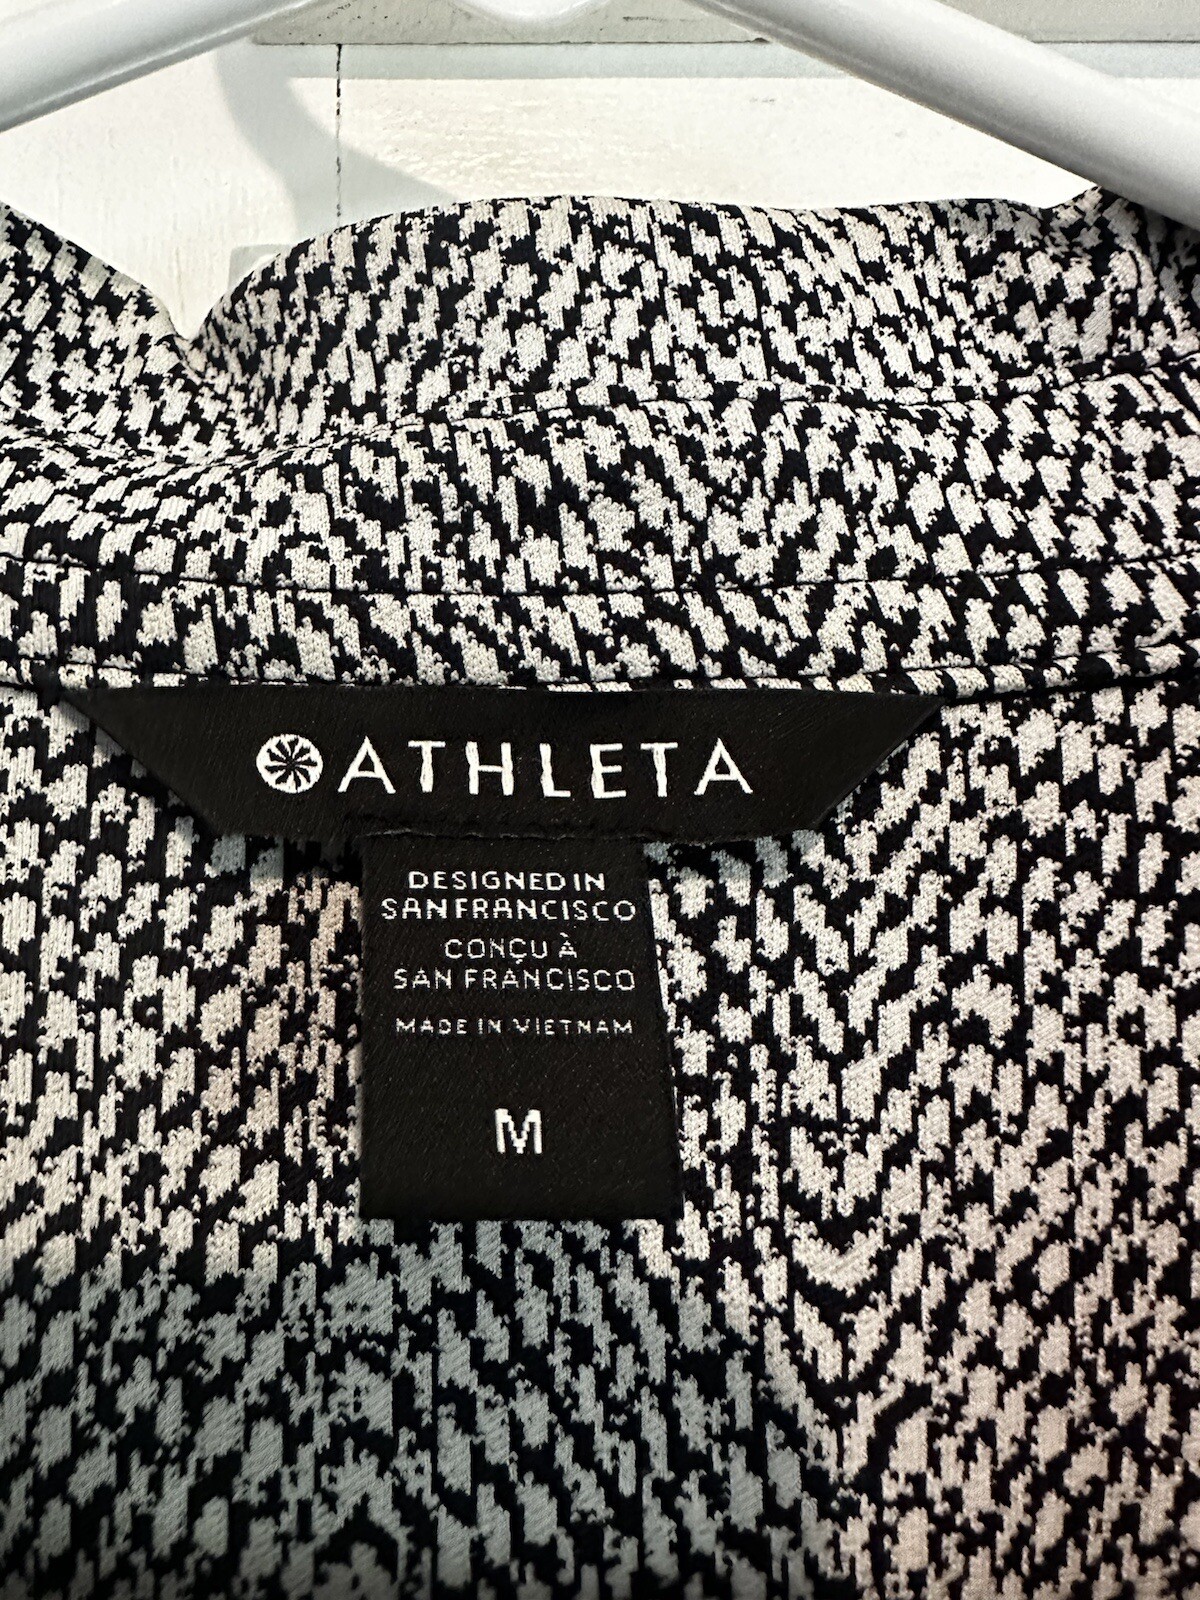 ATHLETA
DESIGNED IN
SAN FRANCISCO
CONÇU À
SAN FRANCISCO
MADE IN VIETNAM
M